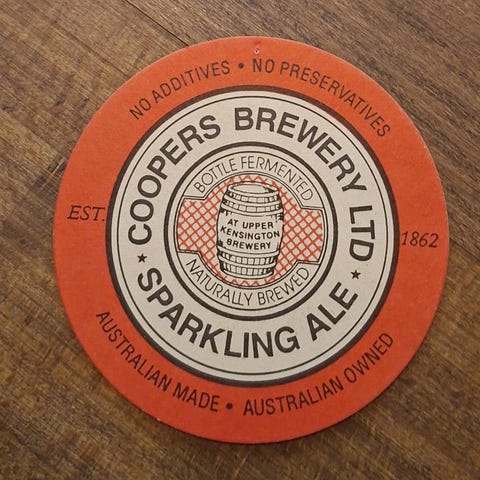 NO ADDITIVES • NO PRESERVATIVES
EST. 1862
COOPERS BREWERY LTD
★ SPARKLING ALE ★
BOTTLE FERMENTED
AT UPPER
KENSINGTON
BREWERY
NATURALLY BREWED
AUSTRALIAN MADE • AUSTRALIAN OWNED